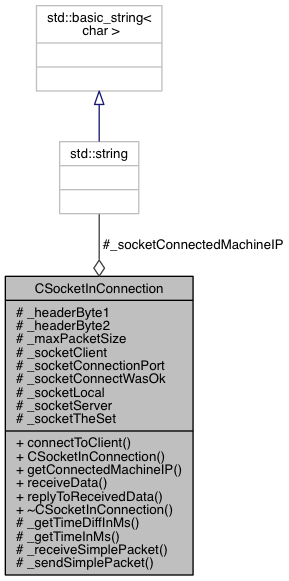 std::basic_string<
char >
std::string
#_socketConnectedMachineIP
CSocketInConnection
# _headerByte1
# _headerByte2
# _maxPacketSize
# _socketClient
# _socketConnectionPort
# _socketConnectWasOk
# _socketLocal
# _socketServer
# _socketTheSet
+ connectToClient()
+ CSocketInConnection()
+ getConnectedMachineIP()
+ receiveData()
+ replyToReceivedData()
+ ~CSocketInConnection()
# _getTimeDiffInMs()
# _getTimeInMs()
# _receiveSimplePacket()
# _sendSimplePacket()